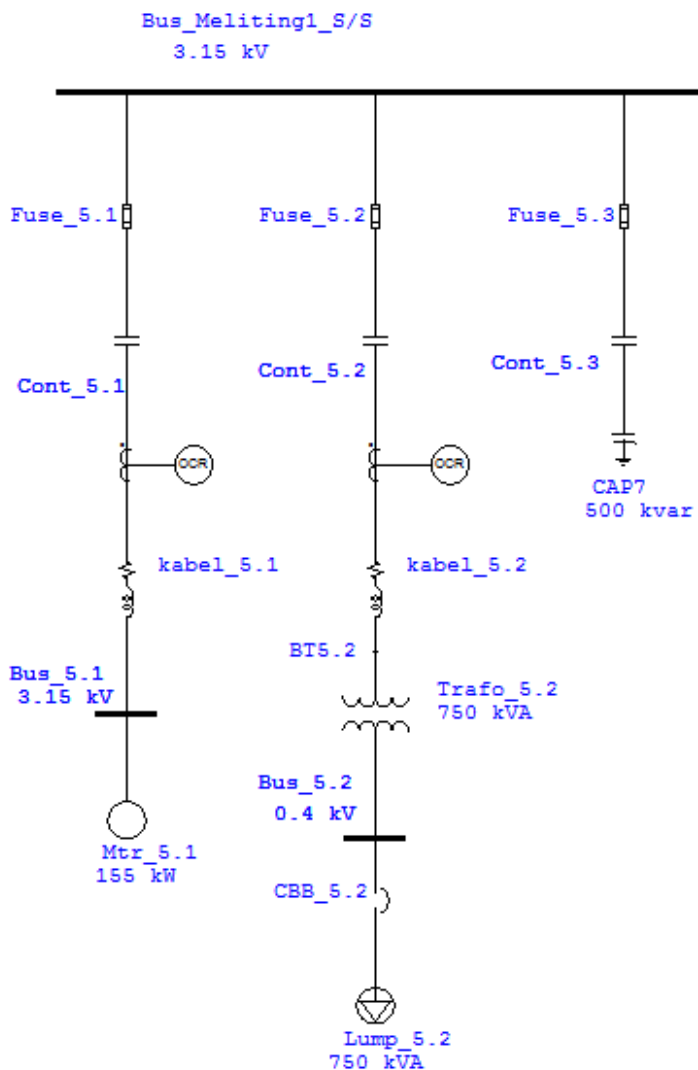 Bus_Meliting1_S/S
3.15 kV
Fuse_5.1
Fuse_5.2
Fuse_5.3
Cont_5.1
Cont_5.2
Cont_5.3
OCR
OCR
CAP7
500 kvar
kabel_5.1
kabel_5.2
BT5.2
Bus_5.1
3.15 kV
Trafo_5.2
750 kVA
Bus_5.2
0.4 kV
Mtr_5.1
155 kW
CBB_5.2
Lump_5.2
750 kVA